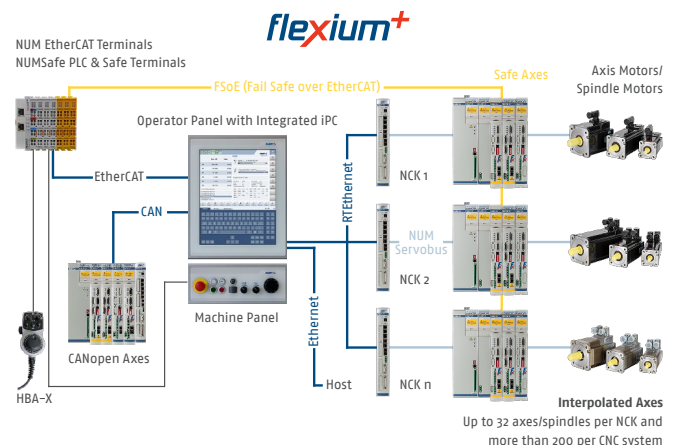 flexium+
NUM EtherCAT Terminals
NUMSafe PLC & Safe Terminals
FSoE (Fail Safe over EtherCAT)
Safe Axes
Axis Motors/
Spindle Motors
Operator Panel with Integrated iPC
EtherCAT
CAN
RTEthernet
NCK 1
NUM
Servobus
NCK 2
Machine Panel
Ethernet
CANopen Axes
HBA-X
Host
NCK n
Interpolated Axes
Up to 32 axes/spindles per NCK and
more than 200 per CNC system